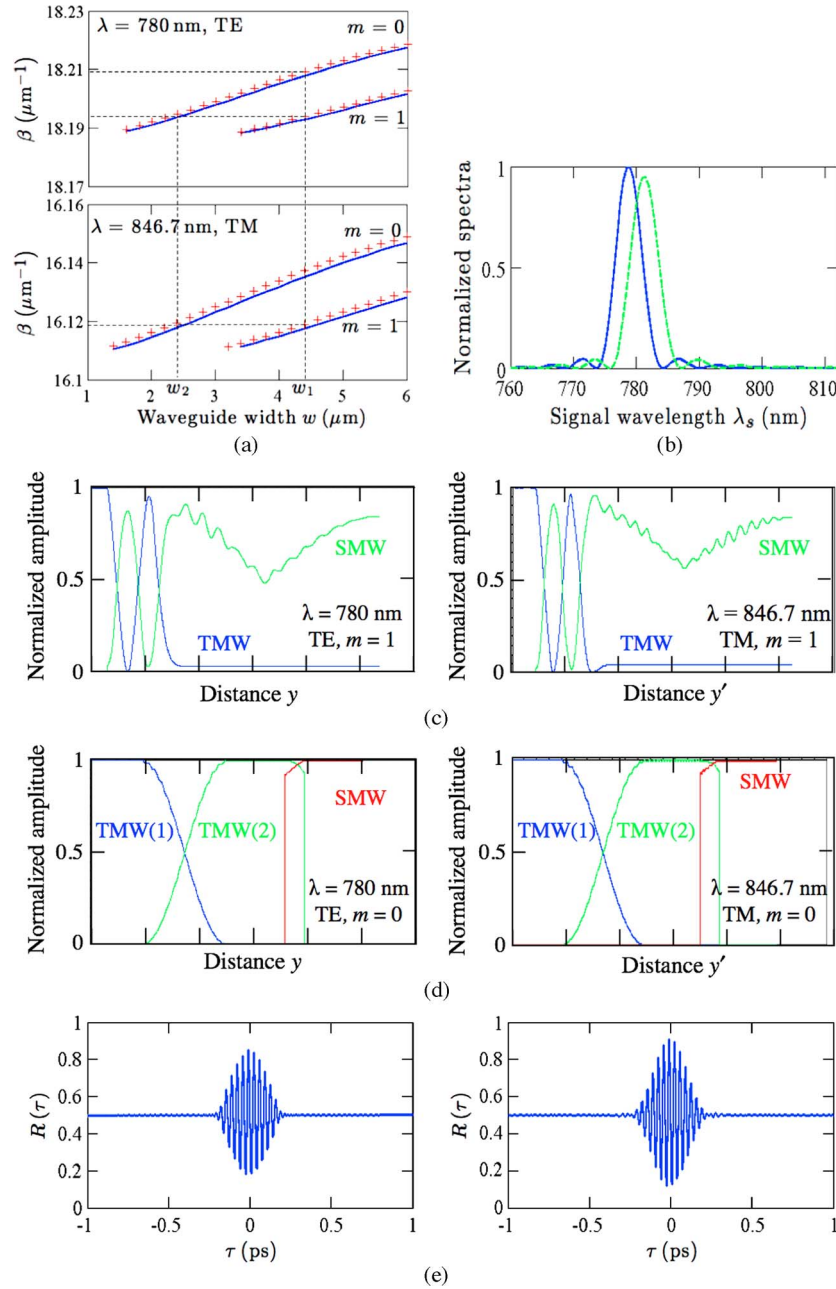 λ = 780 nm, TE
m = 0
m = 1
β (μm⁻¹)
18.23
18.21
18.19
18.17
λ = 846.7 nm, TM
m = 0
m = 1
β (μm⁻¹)
16.16
16.14
16.12
16.1
1 2 3 4 5 6
w₂ w₁
Waveguide width w (μm)
(a)
Normalized spectra
1
0.5
0
760 770 780 790 800 810
Signal wavelength λₛ (nm)
(b)
Normalized amplitude
1
0.5
0
SMW
λ = 780 nm
TE, m = 1
TMW
Distance y
Normalized amplitude
1
0.5
0
SMW
λ = 846.7 nm
TM, m = 1
TMW
Distance y′
(c)
Normalized amplitude
1
0.5
0
SMW
TMW(1) TMW(2)
λ = 780 nm
TE, m = 0
Distance y
Normalized amplitude
1
0.5
0
SMW
TMW(1) TMW(2)
λ = 846.7 nm
TM, m = 0
Distance y′
(d)
R(τ)
1
0.8
0.6
0.4
0.2
0
-1 -0.5 0 0.5 1
τ (ps)
R(τ)
1
0.8
0.6
0.4
0.2
0
-1 -0.5 0 0.5 1
τ (ps)
(e)